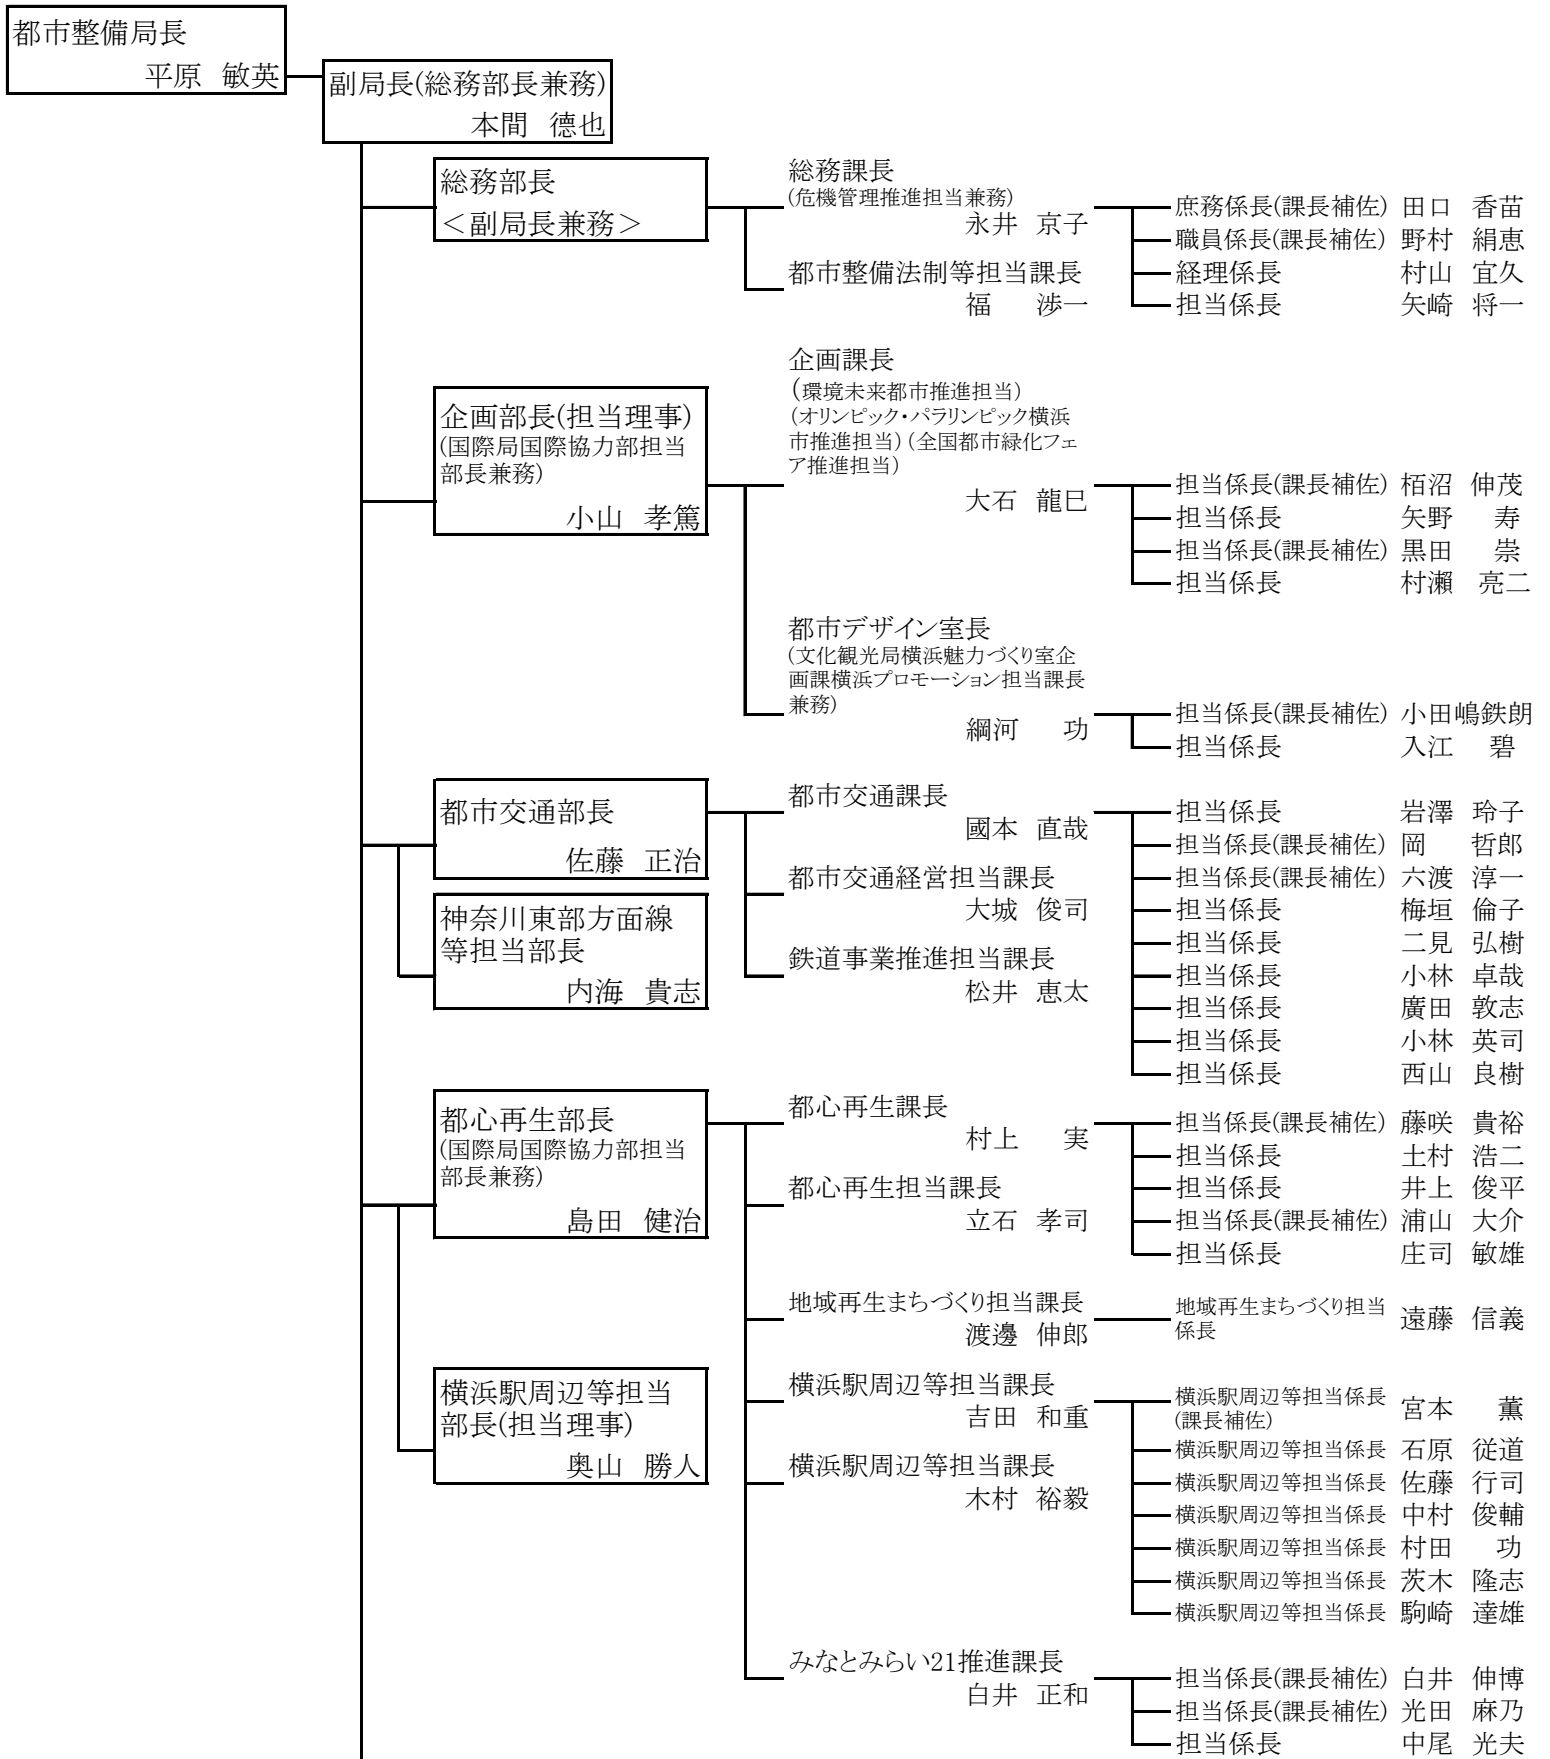 都市整備局長
平原 敏英
副局長(総務部長兼務)
本間 徳也
総務部長
＜副局長兼務＞
総務課長
(危機管理推進担当兼務)
永井 京子
庶務係長(課長補佐) 田口 香苗
職員係長(課長補佐) 野村 絹恵
経理係長 村山 宜久
担当係長 矢崎 将一
都市整備法制等担当課長
福 渉一
企画部長(担当理事)
(国際局国際協力部担当
部長兼務)
小山 孝篤
企画課長
(環境未来都市推進担当)
(オリンピック・パラリンピック横浜
市推進担当)(全国都市緑化フェ
ア推進担当)
大石 龍巳
担当係長(課長補佐) 栢沼 伸茂
担当係長 矢野 寿
担当係長(課長補佐) 黒田 崇
担当係長 村瀨 亮二
都市デザイン室長
(文化観光局横浜魅力づくり室企
画課横浜プロモーション担当課長
兼務)
綱河 功
担当係長(課長補佐) 小田嶋鉄朗
担当係長 入江 碧
都市交通部長
佐藤 正治
神奈川東部方面線
等担当部長
内海 貴志
都市交通課長
國本 直哉
都市交通経営担当課長
大城 俊司
鉄道事業推進担当課長
松井 恵太
担当係長 岩澤 玲子
担当係長(課長補佐) 岡 哲郎
担当係長(課長補佐) 六渡 淳一
担当係長 梅垣 倫子
担当係長 二見 弘樹
担当係長 小林 卓哉
担当係長 廣田 敦志
担当係長 小林 英司
担当係長 西山 良樹
都心再生部長
(国際局国際協力部担当
部長兼務)
島田 健治
横浜駅周辺等担当
部長(担当理事)
奥山 勝人
都心再生課長
村上 実
都心再生担当課長
立石 孝司
担当係長(課長補佐) 藤咲 貴裕
担当係長 土村 浩二
担当係長 井上 俊平
担当係長(課長補佐) 浦山 大介
担当係長 庄司 敏雄
地域再生まちづくり担当課長
渡邊 伸郎
地域再生まちづくり担当
係長
遠藤 信義
横浜駅周辺等担当課長
吉田 和重
横浜駅周辺等担当課長
木村 裕毅
横浜駅周辺等担当係長
(課長補佐)
宮本 薫
横浜駅周辺等担当係長 石原 従道
横浜駅周辺等担当係長 佐藤 行司
横浜駅周辺等担当係長 中村 俊輔
横浜駅周辺等担当係長 村田 功
横浜駅周辺等担当係長 茨木 隆志
横浜駅周辺等担当係長 駒崎 達雄
みなとみらい21推進課長
白井 正和
担当係長(課長補佐) 白井 伸博
担当係長(課長補佐) 光田 麻乃
担当係長 中尾 光夫